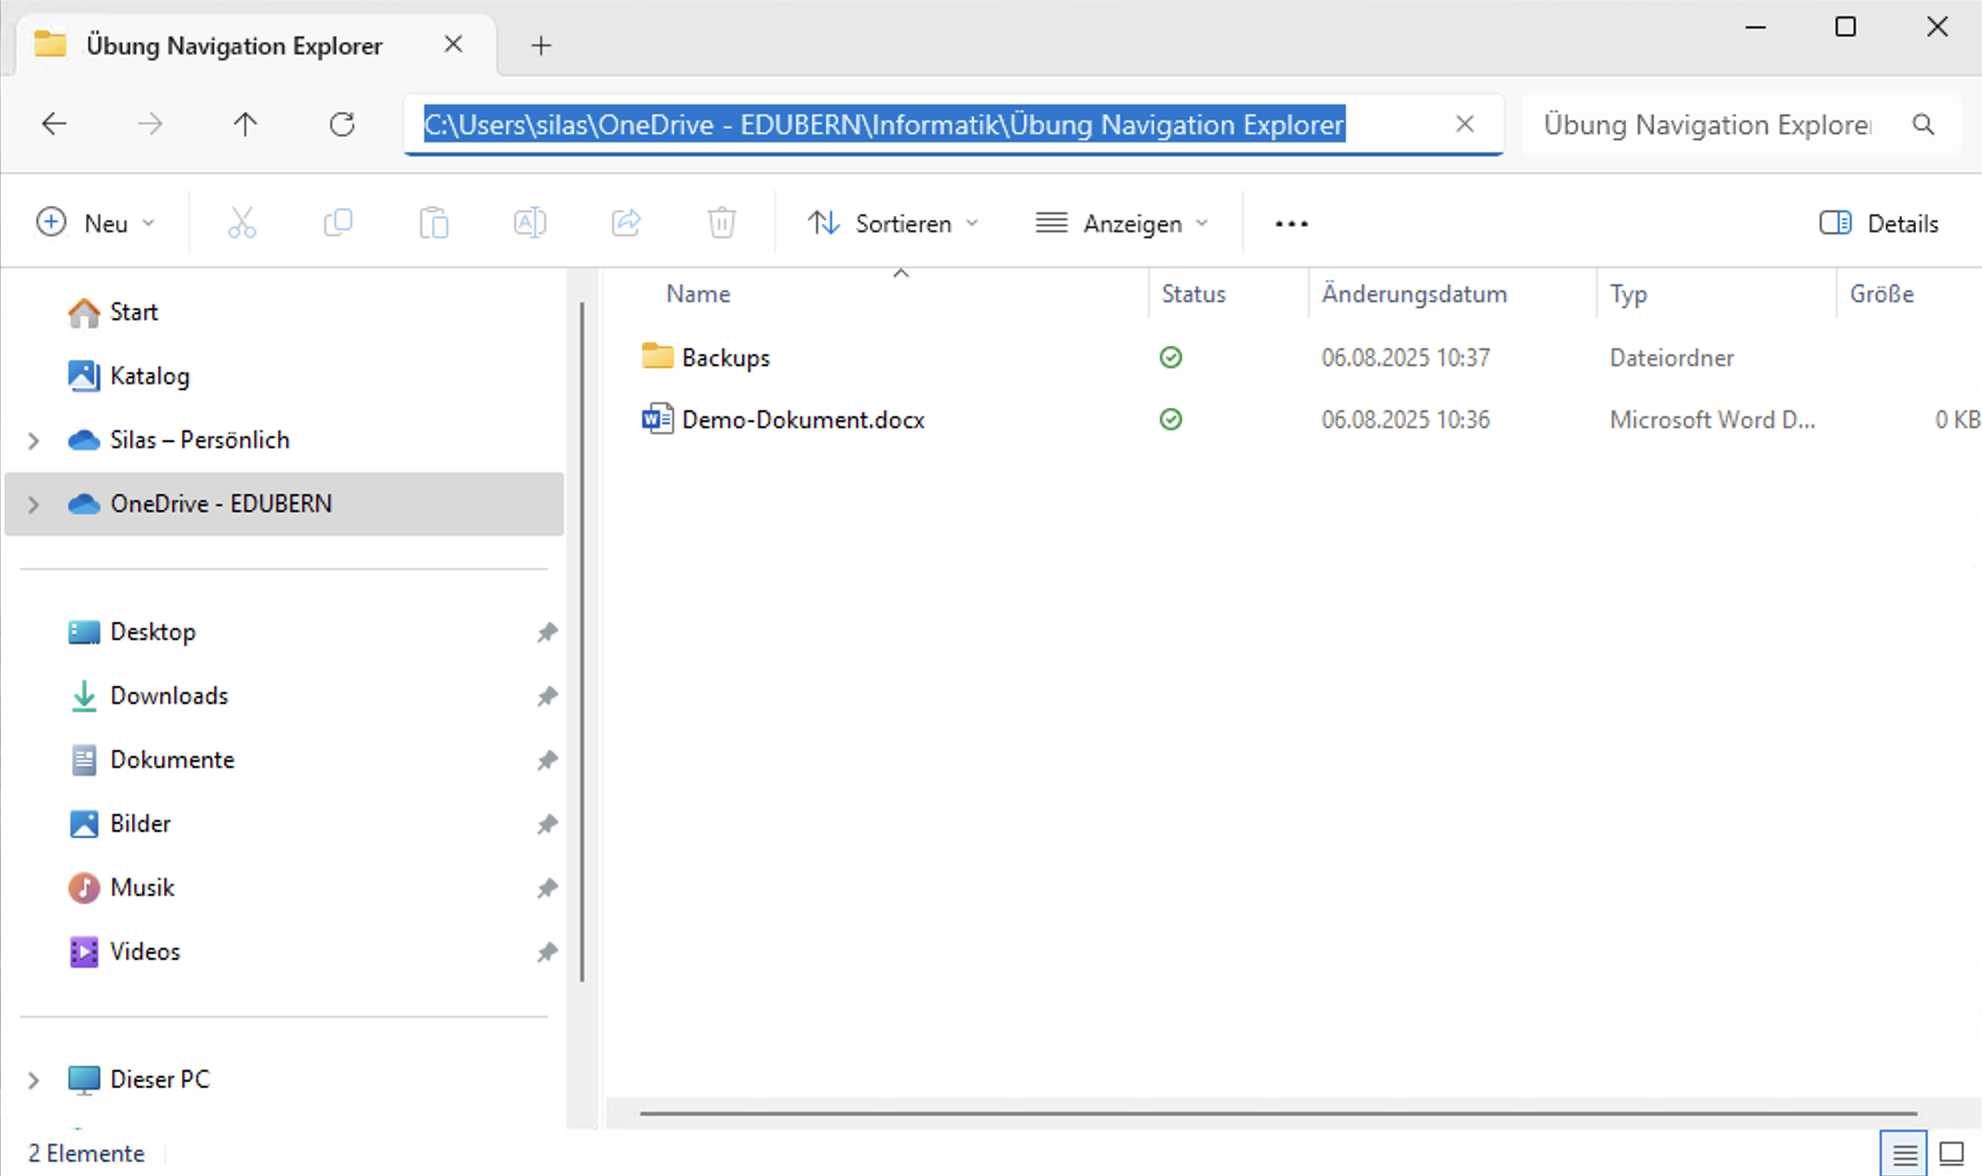 Übung Navigation Explorer
C:\Users\silas\OneDrive - EDUBERN\Informatik\Übung Navigation Explorer
Übung Navigation Explorer
Neu
Sortieren
Anzeigen
Details
Start
Katalog
Silas – Persönlich
OneDrive - EDUBERN
Desktop
Downloads
Dokumente
Bilder
Musik
Videos
Dieser PC
Name Status Änderungsdatum Typ Größe
Backups 06.08.2025 10:37 Dateiordner
Demo-Dokument.docx 06.08.2025 10:36 Microsoft Word D... 0 KB
2 Elemente